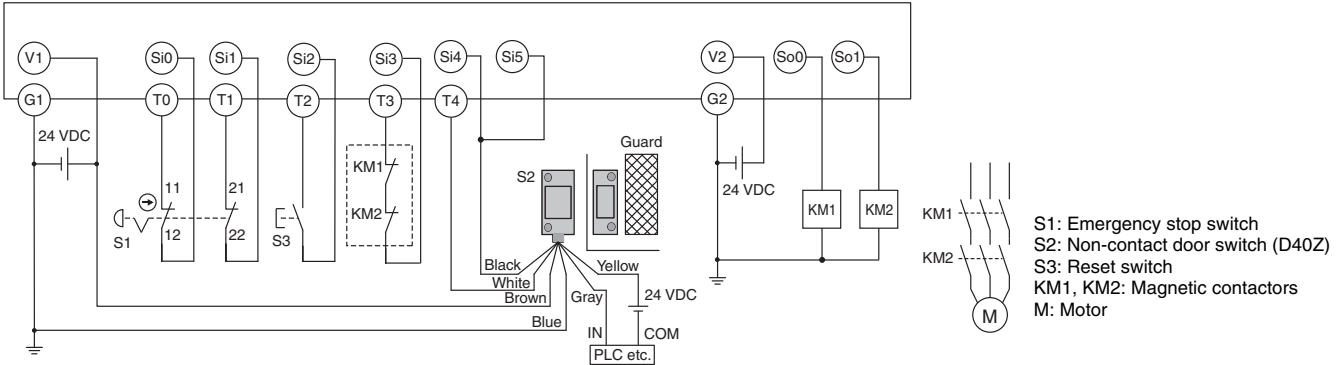 V1 Si0 Si1 Si2 Si3 Si4 Si5 V2 So0 So1
G1 T0 T1 T2 T3 T4 G2
24 VDC
11
12
21
22
S1
S3
KM1
KM2
S2
Guard
Black
White
Brown
Blue
Gray
Yellow
24 VDC
IN
COM
PLC etc.
24 VDC
KM1
KM2
KM1
KM2
M
S1: Emergency stop switch
S2: Non-contact door switch (D40Z)
S3: Reset switch
KM1, KM2: Magnetic contactors
M: Motor